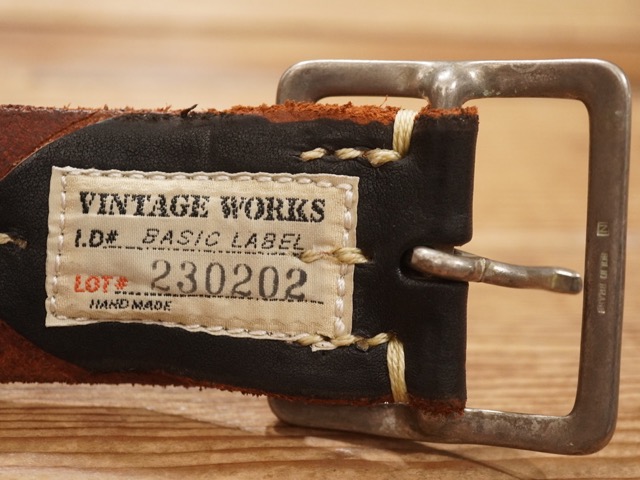 VINTAGE WORKS
I.D# BASIC LABEL
LOT# 230202
HAND MADE